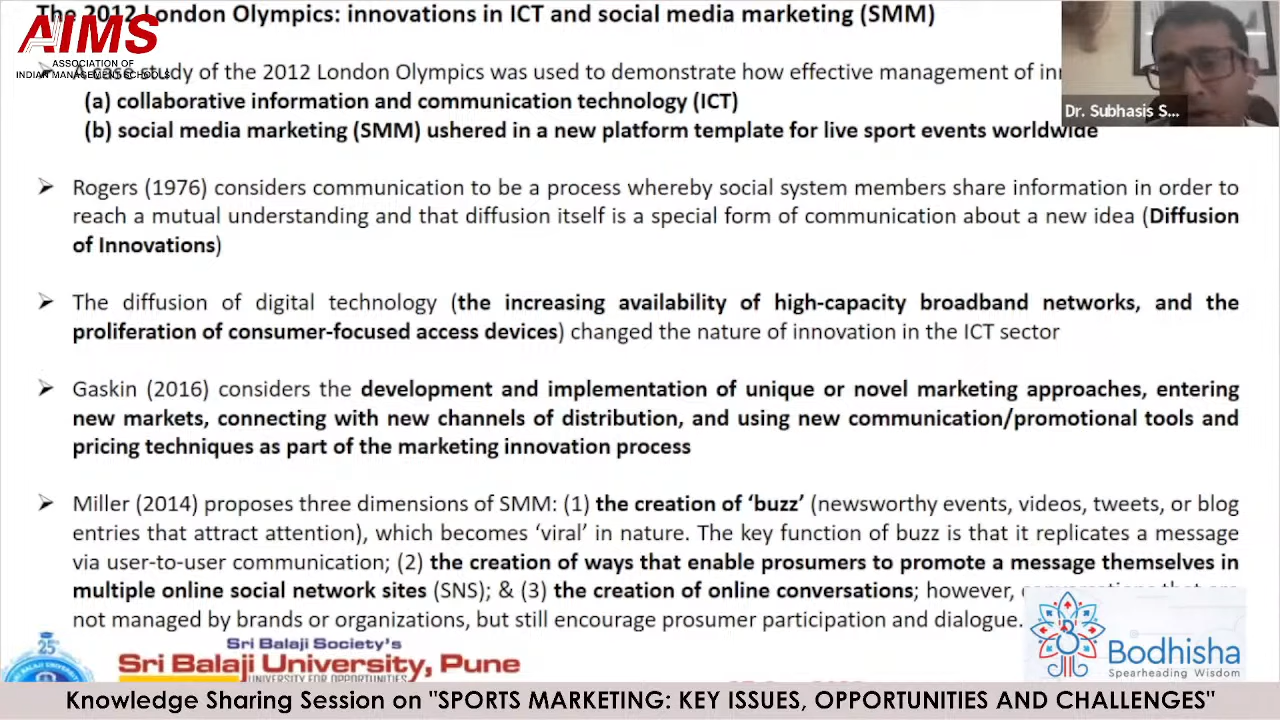 The 2012 London Olympics: innovations in ICT and social media marketing (SMM)
AIMS
ASSOCIATION OF
INDIAN MANAGEMENT SCHOOLS
study of the 2012 London Olympics was used to demonstrate how effective management of
(a) collaborative information and communication technology (ICT)
(b) social media marketing (SMM) ushered in a new platform template for live sport events worldwide
Dr. Subhasis S...
➢ Rogers (1976) considers communication to be a process whereby social system members share information in order to
reach a mutual understanding and that diffusion itself is a special form of communication about a new idea (Diffusion
of Innovations)
➢ The diffusion of digital technology (the increasing availability of high-capacity broadband networks, and the
proliferation of consumer-focused access devices) changed the nature of innovation in the ICT sector
➢ Gaskin (2016) considers the development and implementation of unique or novel marketing approaches, entering
new markets, connecting with new channels of distribution, and using new communication/promotional tools and
pricing techniques as part of the marketing innovation process
➢ Miller (2014) proposes three dimensions of SMM: (1) the creation of ‘buzz’ (newsworthy events, videos, tweets, or blog
entries that attract attention), which becomes ‘viral’ in nature. The key function of buzz is that it replicates a message
via user-to-user communication; (2) the creation of ways that enable prosumers to promote a message themselves in
multiple online social network sites (SNS); & (3) the creation of online conversations; however,
not managed by brands or organizations, but still encourage prosumer participation and dialogue.
25
Sri Balaji Society's
Sri Balaji University, Pune
UNIVERSITY FOR OPPORTUNITIES
Bodhisha
Spearheading Wisdom
Knowledge Sharing Session on "SPORTS MARKETING: KEY ISSUES, OPPORTUNITIES AND CHALLENGES"